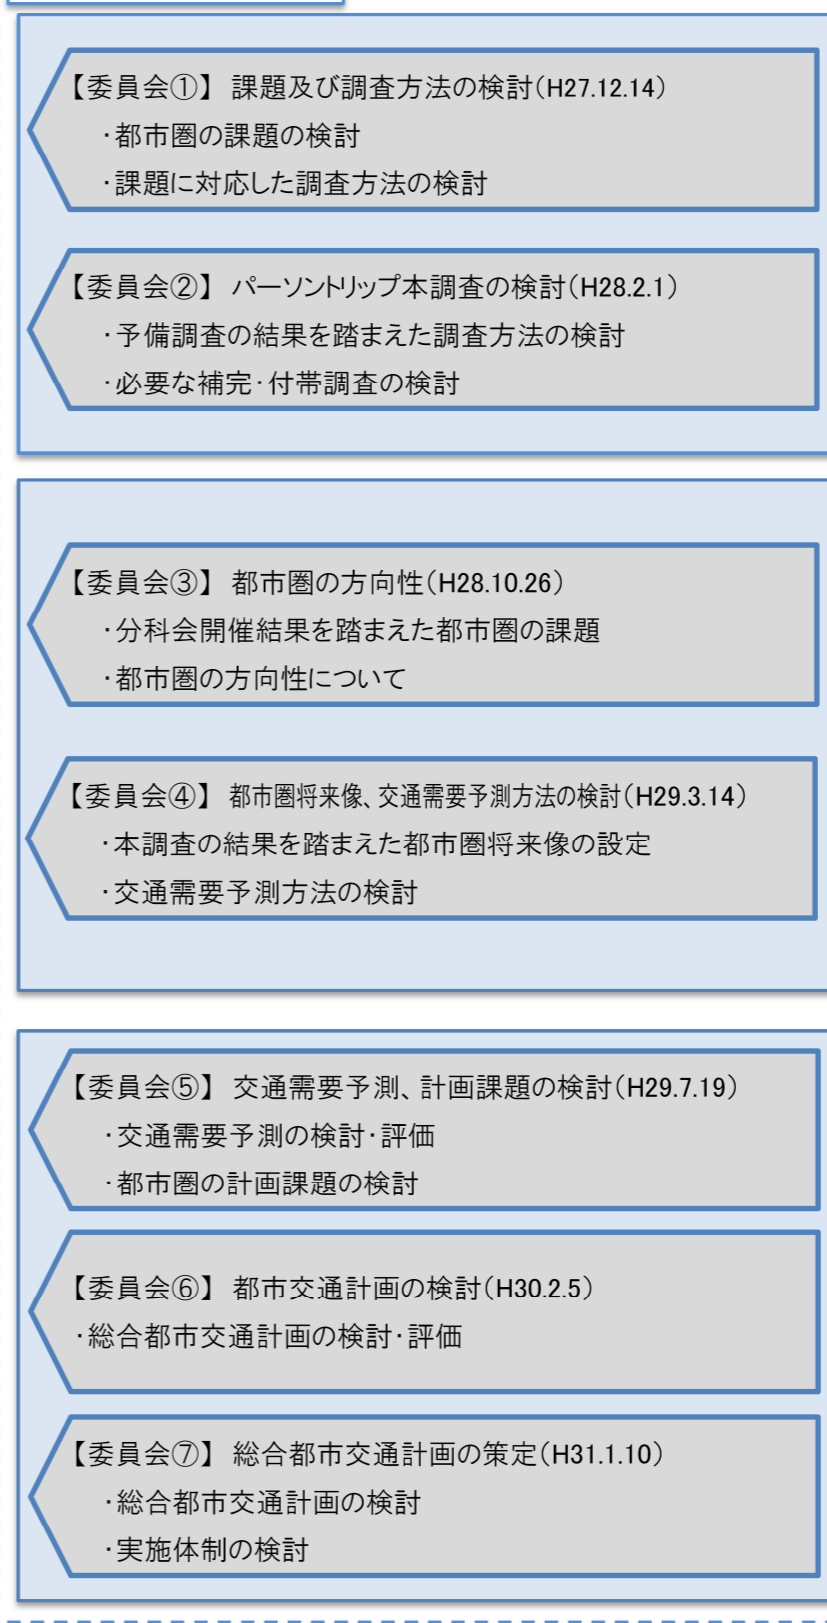 【委員会①】 課題及び調査方法の検討(H27.12.14)
・都市圏の課題の検討
・課題に対応した調査方法の検討
【委員会②】 パーソントリップ本調査の検討(H28.2.1)
・予備調査の結果を踏まえた調査方法の検討
・必要な補完・付帯調査の検討
【委員会③】 都市圏の方向性(H28.10.26)
・分科会開催結果を踏まえた都市圏の課題
・都市圏の方向性について
【委員会④】 都市圏将来像、交通需要予測方法の検討(H29.3.14)
・本調査の結果を踏まえた都市圏将来像の設定
・交通需要予測方法の検討
【委員会⑤】 交通需要予測、計画課題の検討(H29.7.19)
・交通需要予測の検討・評価
・都市圏の計画課題の検討
【委員会⑥】 都市交通計画の検討(H30.2.5)
・総合都市交通計画の検討・評価
【委員会⑦】 総合都市交通計画の策定(H31.1.10)
・総合都市交通計画の検討
・実施体制の検討